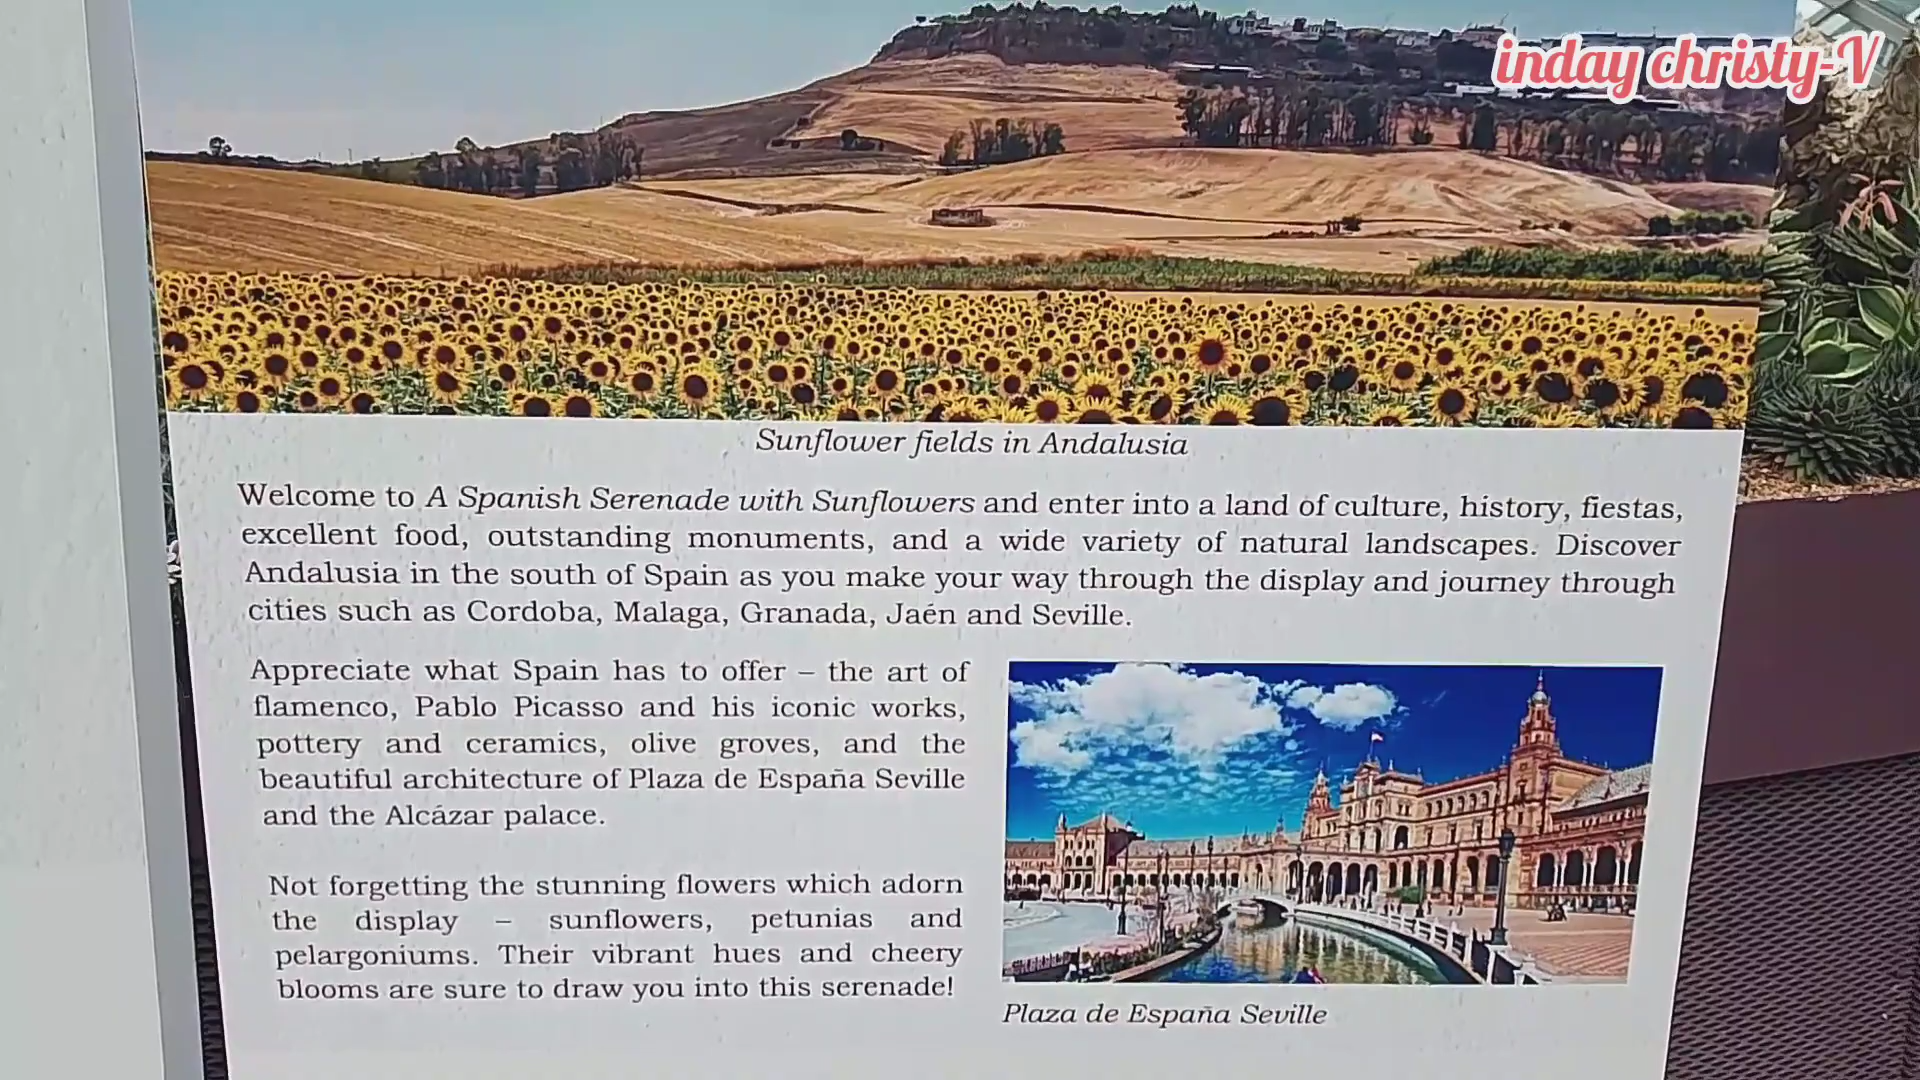 inday christy-V
Sunflower fields in Andalusia
Welcome to A Spanish Serenade with Sunflowers and enter into a land of culture, history, fiestas,
excellent food, outstanding monuments, and a wide variety of natural landscapes. Discover
Andalusia in the south of Spain as you make your way through the display and journey through
cities such as Cordoba, Malaga, Granada, Jaén and Seville.
Appreciate what Spain has to offer – the art of
flamenco, Pablo Picasso and his iconic works,
pottery and ceramics, olive groves, and the
beautiful architecture of Plaza de España Seville
and the Alcázar palace.
Not forgetting the stunning flowers which adorn
the display – sunflowers, petunias and
pelargoniums. Their vibrant hues and cheery
blooms are sure to draw you into this serenade!
Plaza de España Seville